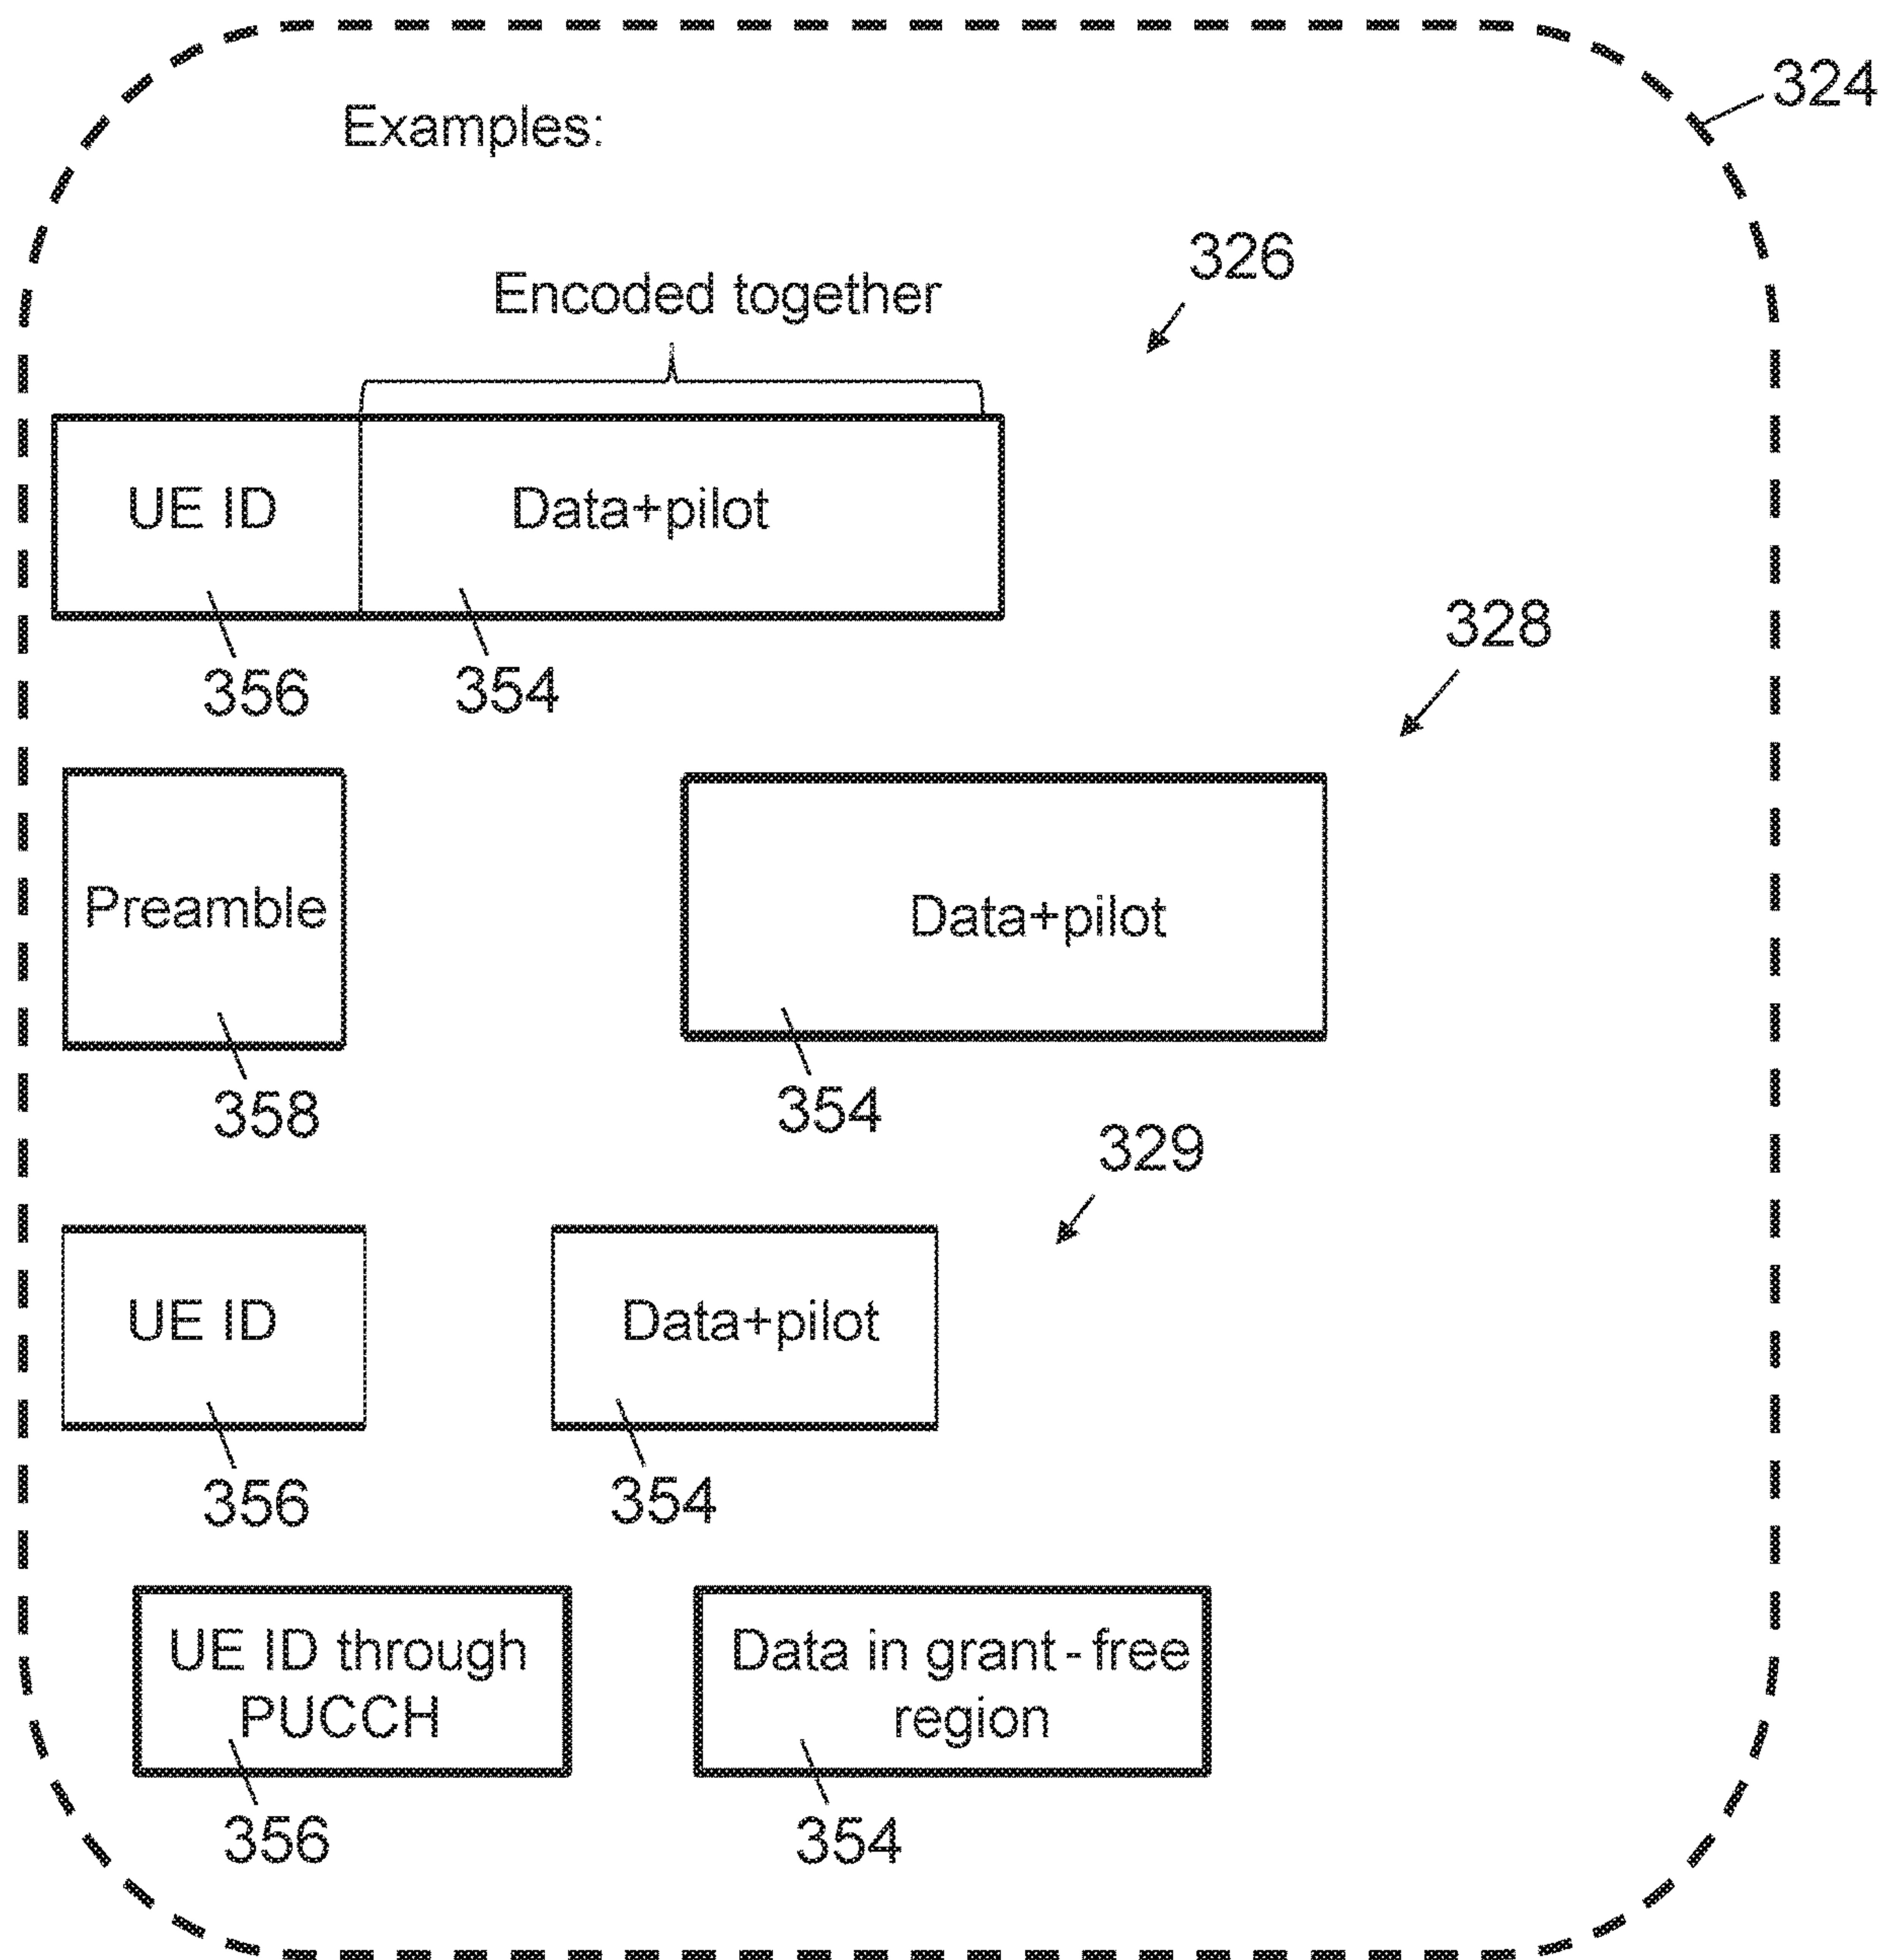 324
Examples:
326
Encoded together
UE ID
Data+pilot
356
354
328
Preamble
Data+pilot
358
354
329
UE ID
Data+pilot
356
354
UE ID through
PUCCH
Data in grant-free
region
356
354